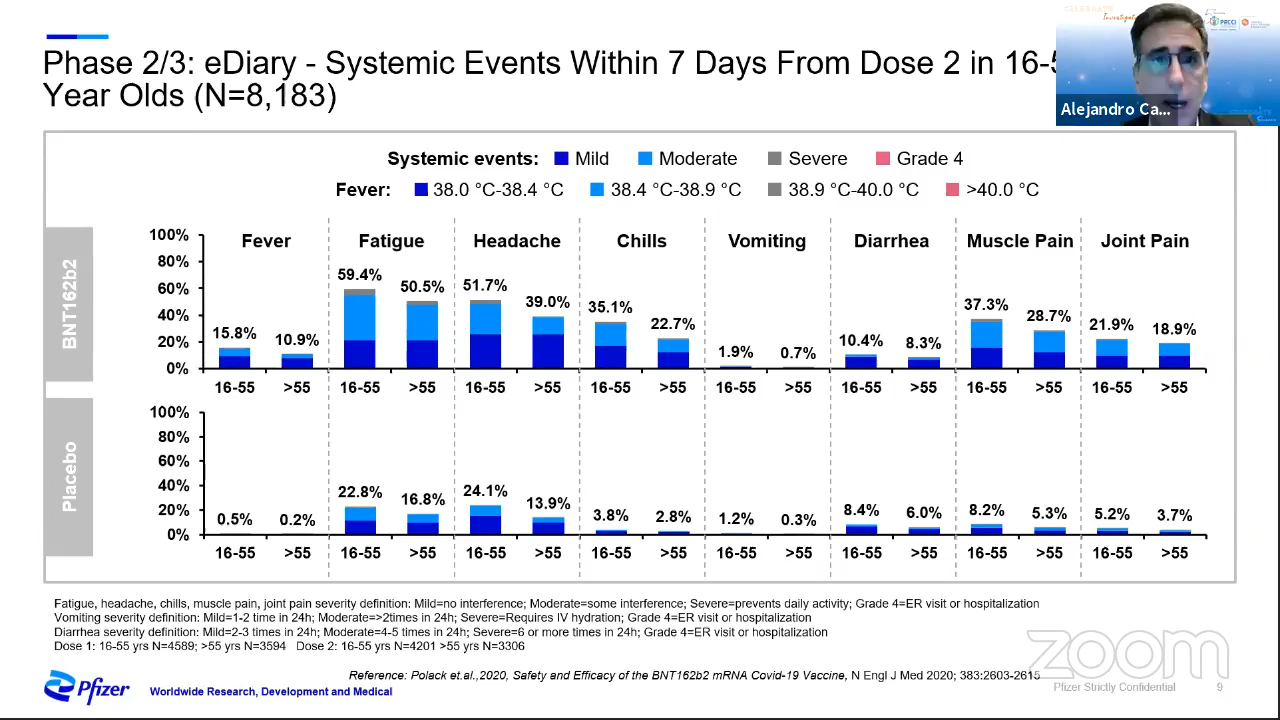 CELEBRATE
Investigat
PRCCI
Alejandro Ca...
Phase 2/3: eDiary - Systemic Events Within 7 Days From Dose 2 in 16-5
Year Olds (N=8,183)
Systemic events: Mild Moderate Severe Grade 4
Fever: 38.0 °C-38.4 °C 38.4 °C-38.9 °C 38.9 °C-40.0 °C >40.0 °C
BNT162b2
Fever Fatigue Headache Chills Vomiting Diarrhea Muscle Pain Joint Pain
100%
80%
60%
40%
20%
0%
15.8% 10.9% 59.4% 50.5% 51.7% 39.0% 35.1% 22.7% 1.9% 0.7% 10.4% 8.3% 37.3% 28.7% 21.9% 18.9%
16-55 >55 16-55 >55 16-55 >55 16-55 >55 16-55 >55 16-55 >55 16-55 >55 16-55 >55
Placebo
100%
80%
60%
40%
20%
0%
0.5% 0.2% 22.8% 16.8% 24.1% 13.9% 3.8% 2.8% 1.2% 0.3% 8.4% 6.0% 8.2% 5.3% 5.2% 3.7%
16-55 >55 16-55 >55 16-55 >55 16-55 >55 16-55 >55 16-55 >55 16-55 >55 16-55 >55
Fatigue, headache, chills, muscle pain, joint pain severity definition: Mild=no interference; Moderate=some interference; Severe=prevents daily activity; Grade 4=ER visit or hospitalization
Vomiting severity definition: Mild=1-2 time in 24h; Moderate=>2times in 24h; Severe=Requires IV hydration; Grade 4=ER visit or hospitalization
Diarrhea severity definition: Mild=2-3 times in 24h; Moderate=4-5 times in 24h; Severe=6 or more times in 24h; Grade 4=ER visit or hospitalization
Dose 1: 16-55 yrs N=4589; >55 yrs N=3594 Dose 2: 16-55 yrs N=4201 >55 yrs N=3306
zoom
Reference: Polack et.al.,2020, Safety and Efficacy of the BNT162b2 mRNA Covid-19 Vaccine, N Engl J Med 2020; 383:2603-2615
Pfizer
Worldwide Research, Development and Medical
Pfizer Strictly Confidential 9